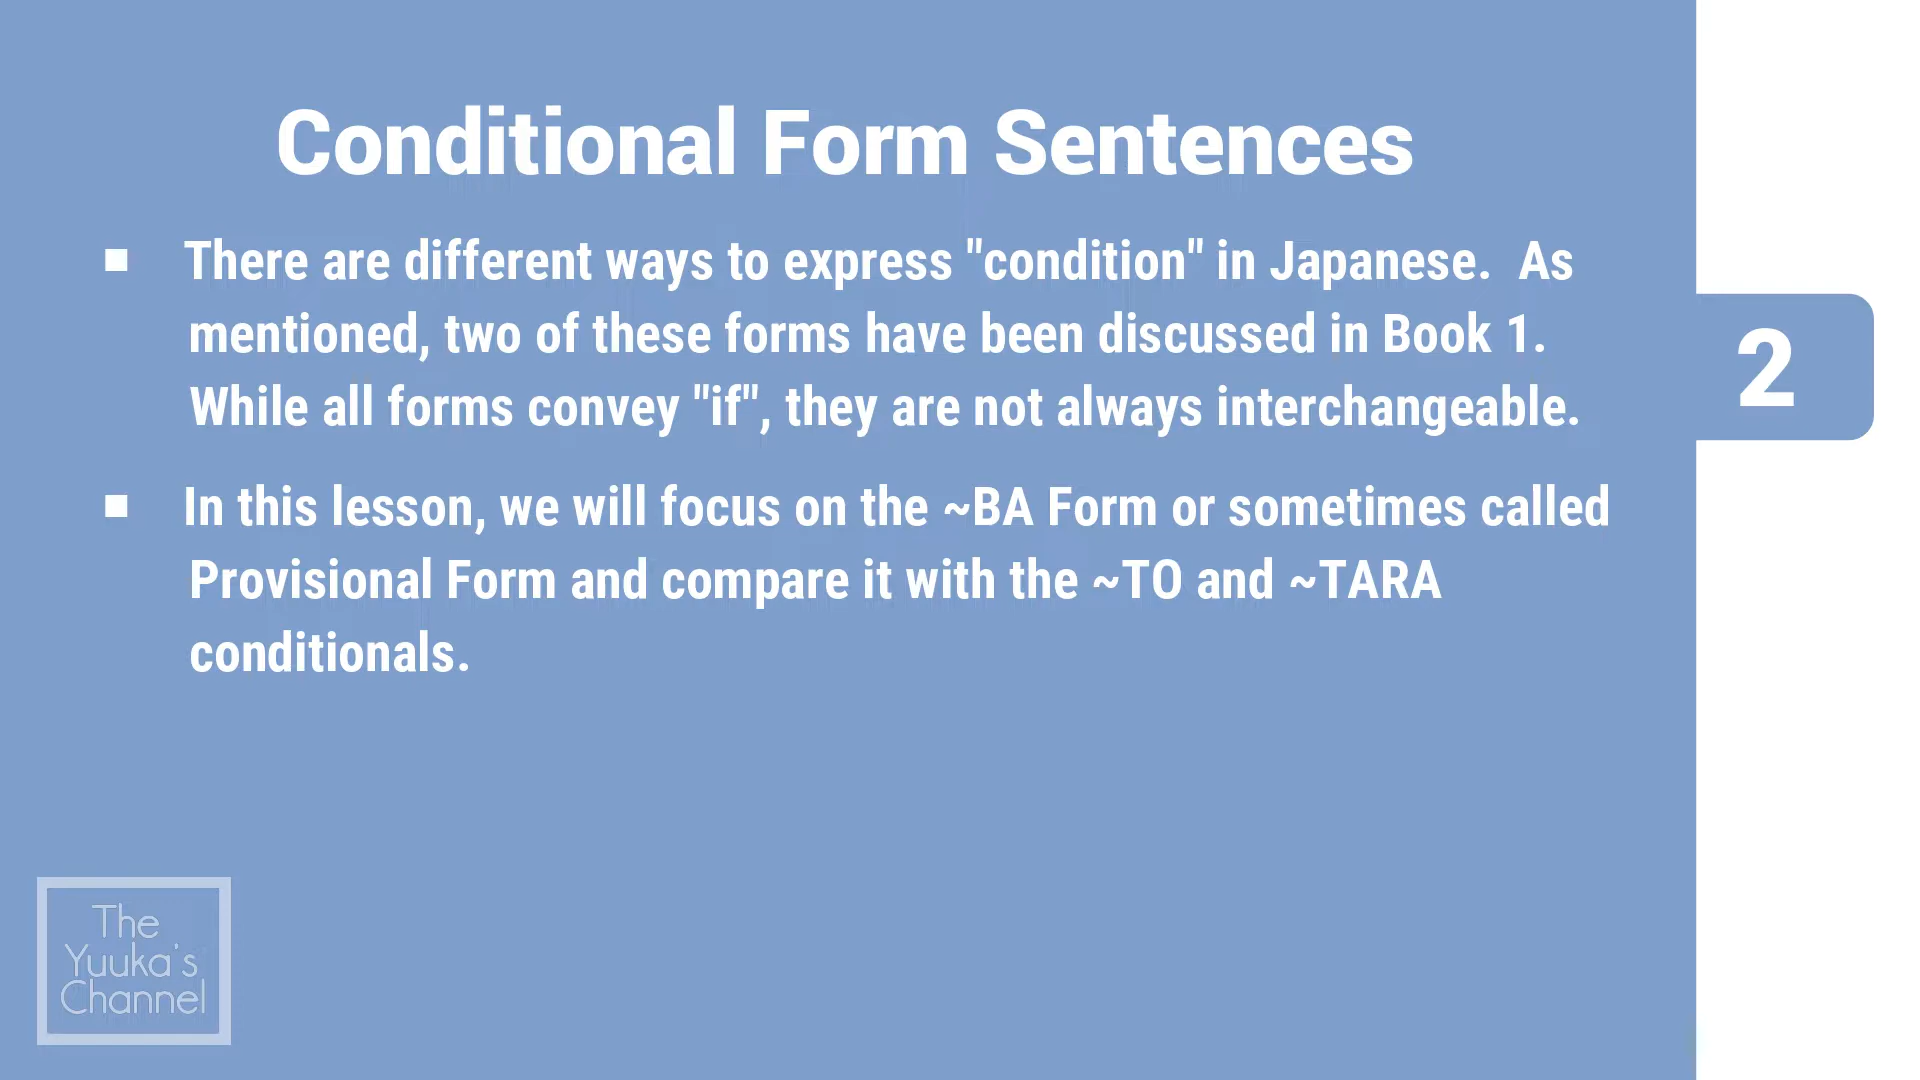 Conditional Form Sentences
■ There are different ways to express "condition" in Japanese.  As
mentioned, two of these forms have been discussed in Book 1.
While all forms convey "if", they are not always interchangeable.
■ In this lesson, we will focus on the ~BA Form or sometimes called
Provisional Form and compare it with the ~TO and ~TARA
conditionals.
2
The
Yuuka's
Channel